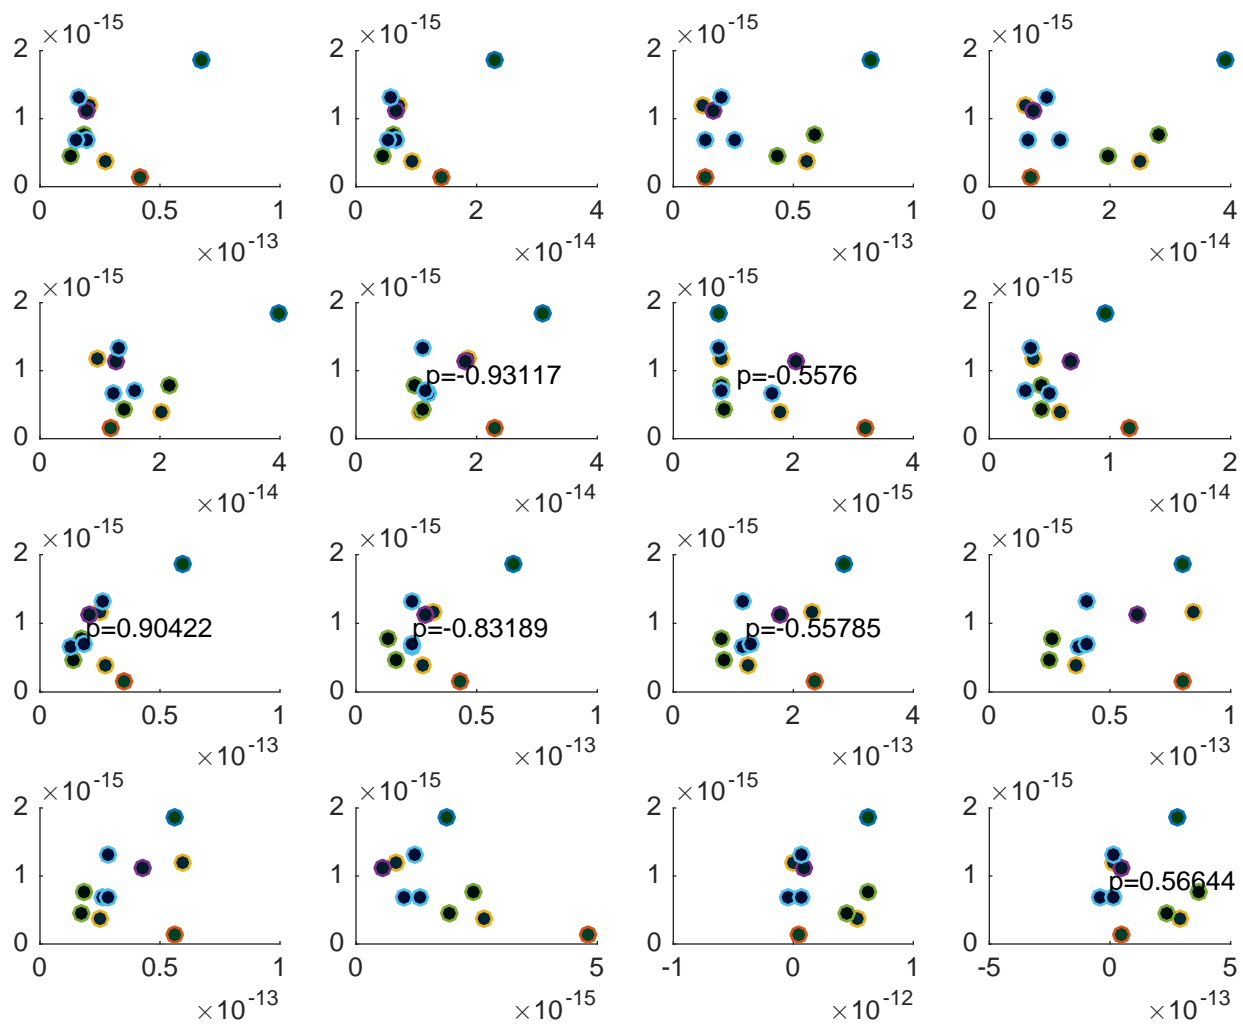 ×10-15 ×10-15 ×10-15 ×10-15
2 2 2 2
1 1 1 1
0 0 0 0
0 0.5 1 0 2 4 0 0.5 1 0 2 4
×10-13 ×10-14 ×10-13 ×10-14
×10-15 ×10-15 ×10-15 ×10-15
2 2 2 2
1 p=-0.93117 1 p=-0.5576 1 1
0 0 0 0
0 2 4 0 2 4 0 2 4 0 1 2
×10-14 ×10-14 ×10-15 ×10-14
×10-15 ×10-15 ×10-15 ×10-15
2 2 2 2
1 p=0.90422 1 p=-0.83189 1 p=-0.55785 1
0 0 0 0
0 0.5 1 0 0.5 1 0 2 4 0 0.5 1
×10-13 ×10-13 ×10-13 ×10-13
×10-15 ×10-15 ×10-15 ×10-15
2 2 2 2
1 1 1 1 p=0.56644
0 0 0 0
0 0.5 1 0 5 -1 0 1 -5 0 5
×10-13 ×10-15 ×10-12 ×10-13